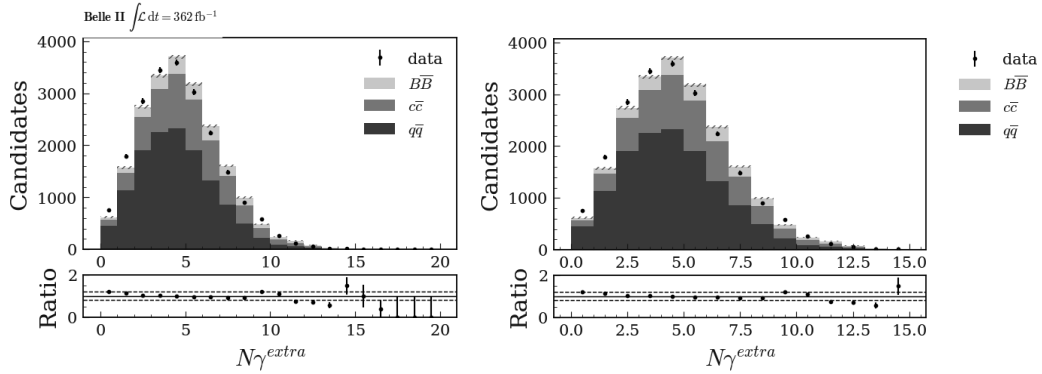 Belle II ∫ℒ dt = 362 fb⁻¹
4000
3000
2000
1000
0
Candidates
data
BB̅
cc̅
qq̅
0 5 10 15 20
2
0
Ratio
0 5 10 15 20
Nγ^extra
4000
3000
2000
1000
0
Candidates
data
BB̅
cc̅
qq̅
0.0 2.5 5.0 7.5 10.0 12.5 15.0
2
0
Ratio
0.0 2.5 5.0 7.5 10.0 12.5 15.0
Nγ^extra